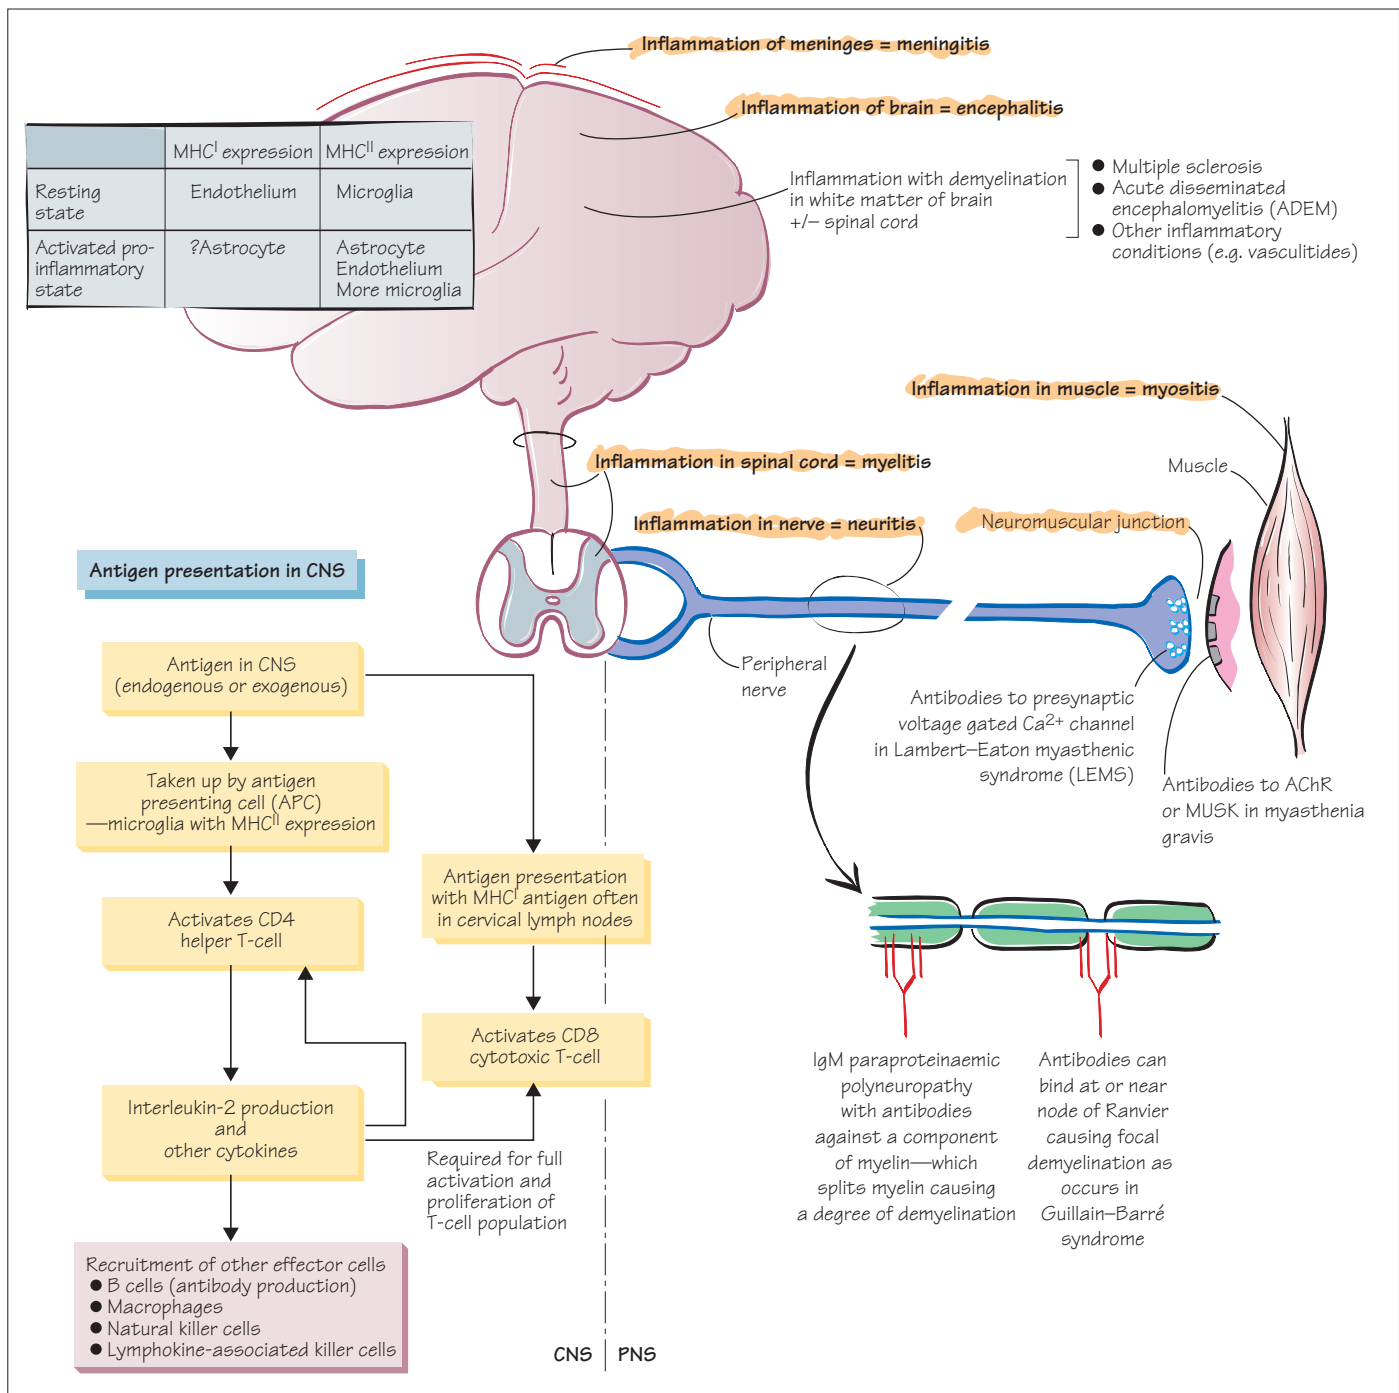 Inflammation of meninges = meningitis
Inflammation of brain = encephalitis
MHCI expression
MHCII expression
Resting
state
Endothelium
Microglia
Activated pro-
inflammatory
state
?Astrocyte
Astrocyte
Endothelium
More microglia
Inflammation with demyelination
in white matter of brain
+/– spinal cord
● Multiple sclerosis
● Acute disseminated
encephalomyelitis (ADEM)
● Other inflammatory
conditions (e.g. vasculitides)
Inflammation in muscle = myositis
Muscle
Inflammation in spinal cord = myelitis
Inflammation in nerve = neuritis
Neuromuscular junction
Peripheral
nerve
Antibodies to presynaptic
voltage gated Ca2+ channel
in Lambert–Eaton myasthenic
syndrome (LEMS)
Antibodies to AChR
or MUSK in myasthenia
gravis
Antigen presentation in CNS
Antigen in CNS
(endogenous or exogenous)
Taken up by antigen
presenting cell (APC)
—microglia with MHCII expression
Activates CD4
helper T-cell
Interleukin-2 production
and
other cytokines
Recruitment of other effector cells
● B cells (antibody production)
● Macrophages
● Natural killer cells
● Lymphokine-associated killer cells
Antigen presentation
with MHCI antigen often
in cervical lymph nodes
Activates CD8
cytotoxic T-cell
Required for full
activation and
proliferation of
T-cell population
CNS
PNS
IgM paraproteinaemic
polyneuropathy
with antibodies
against a component
of myelin—which
splits myelin causing
a degree of demyelination
Antibodies can
bind at or near
node of Ranvier
causing focal
demyelination as
occurs in
Guillain–Barré
syndrome